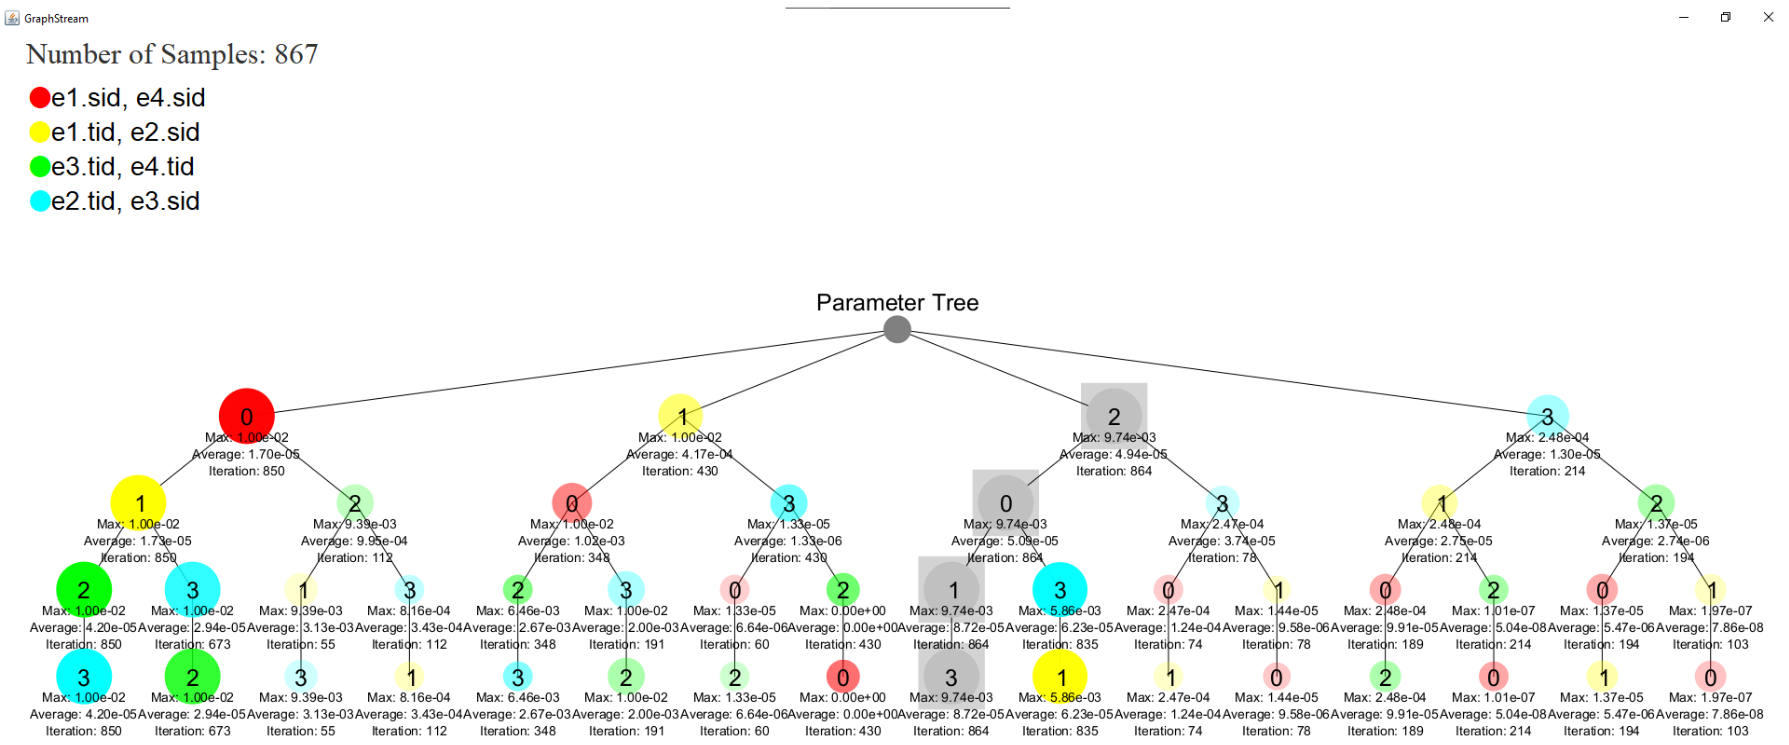 GraphStream
Number of Samples: 867
e1.sid, e4.sid
e1.tid, e2.sid
e3.tid, e4.tid
e2.tid, e3.sid
Parameter Tree
0 1 2 3
Max: 1.00e-02 Max: 1.00e-02 Max: 9.74e-03 Max: 2.48e-04
Average: 1.70e-05 Average: 4.17e-04 Average: 4.94e-05 Average: 1.30e-05
Iteration: 850 Iteration: 430 Iteration: 864 Iteration: 214
1 2 0 3 0 3 1 2
Max: 1.00e-02 Max: 9.39e-03 Max: 1.00e-02 Max: 1.33e-05 Max: 9.74e-03 Max: 2.47e-04 Max: 2.48e-04 Max: 1.37e-05
Average: 1.73e-05 Average: 9.95e-04 Average: 1.02e-03 Average: 1.33e-06 Average: 5.09e-05 Average: 3.74e-05 Average: 2.75e-05 Average: 2.74e-06
Iteration: 850 Iteration: 112 Iteration: 348 Iteration: 430 Iteration: 864 Iteration: 78 Iteration: 214 Iteration: 194
2 3 1 3 2 3 0 2 1 3 0 1 0 2 0 1
Max: 1.00e-02 Max: 1.00e-02 Max: 9.39e-03 Max: 8.16e-04 Max: 6.46e-03 Max: 1.00e-02 Max: 1.33e-05 Max: 0.00e+00 Max: 9.74e-03 Max: 5.86e-03 Max: 2.47e-04 Max: 1.44e-05 Max: 2.48e-04 Max: 1.01e-07 Max: 1.37e-05 Max: 1.97e-07
Average: 4.20e-05 Average: 2.94e-05 Average: 3.13e-03 Average: 3.43e-04 Average: 2.67e-03 Average: 2.00e-03 Average: 6.64e-06 Average: 0.00e+00 Average: 8.72e-05 Average: 6.23e-05 Average: 1.24e-04 Average: 9.58e-06 Average: 9.91e-05 Average: 5.04e-08 Average: 5.47e-06 Average: 7.86e-08
Iteration: 850 Iteration: 673 Iteration: 55 Iteration: 112 Iteration: 348 Iteration: 191 Iteration: 60 Iteration: 430 Iteration: 864 Iteration: 835 Iteration: 74 Iteration: 78 Iteration: 189 Iteration: 214 Iteration: 194 Iteration: 103
3 2 3 1 3 2 2 0 3 1 1 0 2 0 1 0
Max: 1.00e-02 Max: 1.00e-02 Max: 9.39e-03 Max: 8.16e-04 Max: 6.46e-03 Max: 1.00e-02 Max: 1.33e-05 Max: 0.00e+00 Max: 9.74e-03 Max: 5.86e-03 Max: 2.47e-04 Max: 1.44e-05 Max: 2.48e-04 Max: 1.01e-07 Max: 1.37e-05 Max: 1.97e-07
Average: 4.20e-05 Average: 2.94e-05 Average: 3.13e-03 Average: 3.43e-04 Average: 2.67e-03 Average: 2.00e-03 Average: 6.64e-06 Average: 0.00e+00 Average: 8.72e-05 Average: 6.23e-05 Average: 1.24e-04 Average: 9.58e-06 Average: 9.91e-05 Average: 5.04e-08 Average: 5.47e-06 Average: 7.86e-08
Iteration: 850 Iteration: 673 Iteration: 55 Iteration: 112 Iteration: 348 Iteration: 191 Iteration: 60 Iteration: 430 Iteration: 864 Iteration: 835 Iteration: 74 Iteration: 78 Iteration: 189 Iteration: 214 Iteration: 194 Iteration: 103